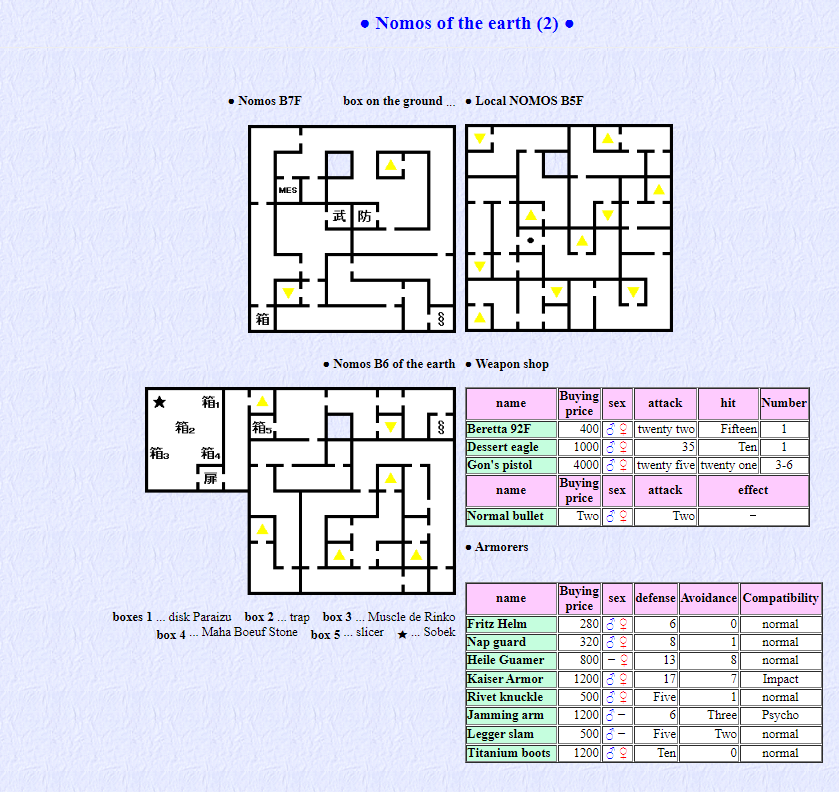 ● Nomos of the earth (2) ●
● Nomos B7F box on the ground ...
MES
武 防
箱
● Local NOMOS B5F
● Nomos B6 of the earth
★ 箱1
箱2 箱5
箱3 箱4
扉
boxes 1 ... disk Paraizu box 2 ... trap box 3 ... Muscle de Rinko
box 4 ... Maha Boeuf Stone box 5 ... slicer ★ ... Sobek
● Weapon shop
name Buying price sex attack hit Number
Beretta 92F 400 ♂ ♀ twenty two Fifteen 1
Dessert eagle 1000 ♂ ♀ 35 Ten 1
Gon's pistol 4000 ♂ ♀ twenty five twenty one 3-6
name Buying price sex attack effect
Normal bullet Two ♂ ♀ Two −
● Armorers
name Buying price sex defense Avoidance Compatibility
Fritz Helm 280 ♂ ♀ 6 0 normal
Nap guard 320 ♂ ♀ 8 1 normal
Heile Guamer 800 − ♀ 13 8 normal
Kaiser Armor 1200 ♂ ♀ 17 7 Impact
Rivet knuckle 500 ♂ ♀ Five 1 normal
Jamming arm 1200 ♂ − 6 Three Psycho
Legger slam 500 ♂ − Five Two normal
Titanium boots 1200 ♂ ♀ Ten 0 normal